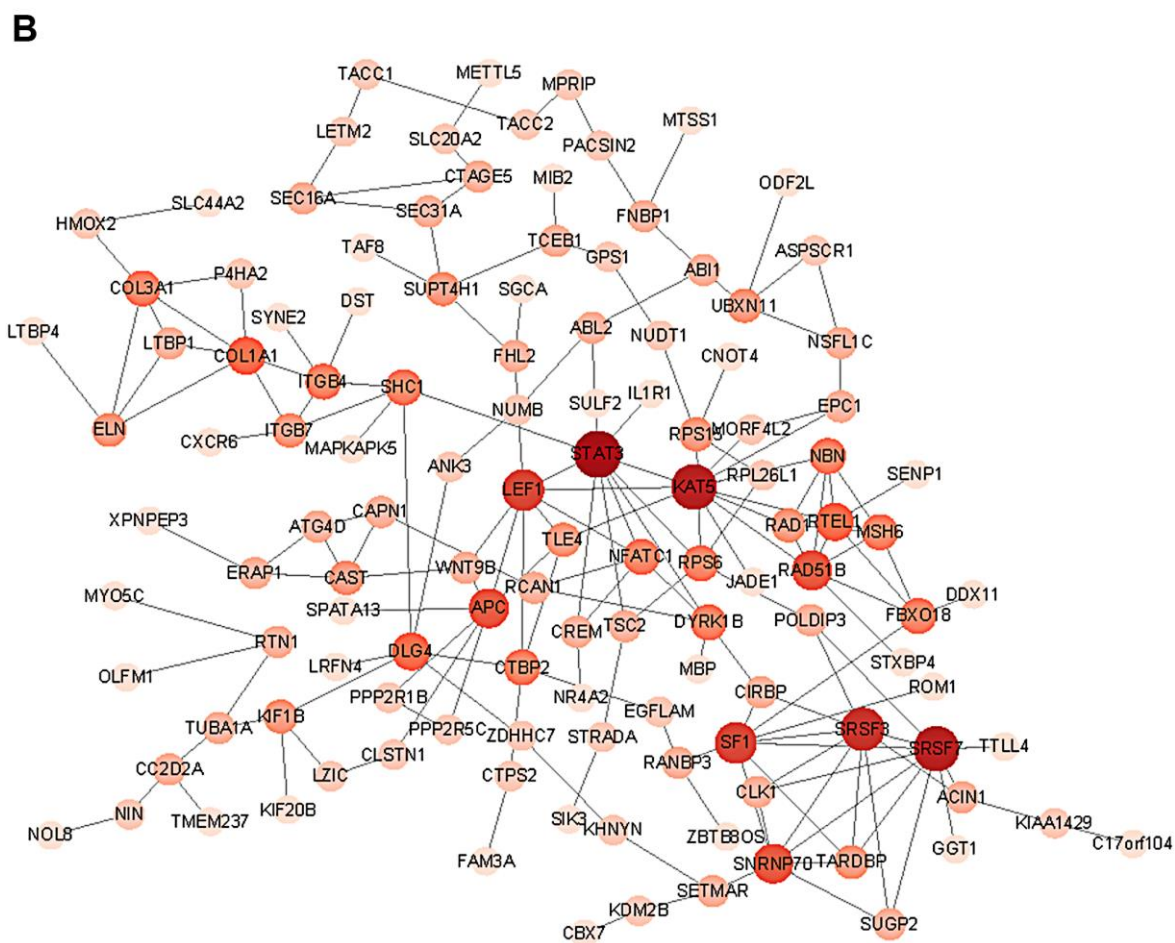 B
TACC1
METTL5
MPRIP
LETM2
SLC20A2
TACC2
MTSS1
PACSIN2
CTAGE5
MIB2
ODF2L
SEC16A
SLC44A2
SEC31A
FNBP1
HMOX2
TCEB1
TAF8
GPS1
ASPSCR1
ABI1
P4HA2
COL3A1
SUPT4H1
SGCA
UBXN11
DST
SYNE2
ABL2
NUDT1
LTBP4
LTBP1
NSFL1C
COL1A1
FHL2
CNOT4
ITGB4
SHC1
IL1R1
SULF2
NUMB
EPC1
ELN
ITGB7
CXCR6
RPS15
MORF4L2
MAPKAPK5
STAT3
NBN
ANK3
RPL26L1
SENP1
LEF1
KAT5
XPNPEP3
CAPN1
ATG4D
RAD1
RTEL1
MSH6
TLE4
NFATC1
RPS6
WNT9B
RAD51B
ERAP1
CAST
RCAN1
JADE1
MYO5C
SPATA13
APC
DDX11
FBXO18
CREM
TSC2
DYRK1B
POLDIP3
RTN1
DLG4
OLFM1
LRFN4
CTBP2
MBP
STXBP4
PPP2R1B
NR4A2
CIRBP
ROM1
EGFLAM
TUBA1A
KIF1B
PPP2R5C
ZDHHC7
STRADA
SF1
SRSF3
SRSF7
TTLL4
CLSTN1
CC2D2A
LZIC
CTPS2
RANBP3
CLK1
ACIN1
NIN
KIF20B
TMEM237
NOL8
SIK3
KHNYN
ZBTB8OS
KIAA1429
C17orf104
GGT1
FAM3A
SNRNP70
TARDBP
SETMAR
KDM2B
SUGP2
CBX7